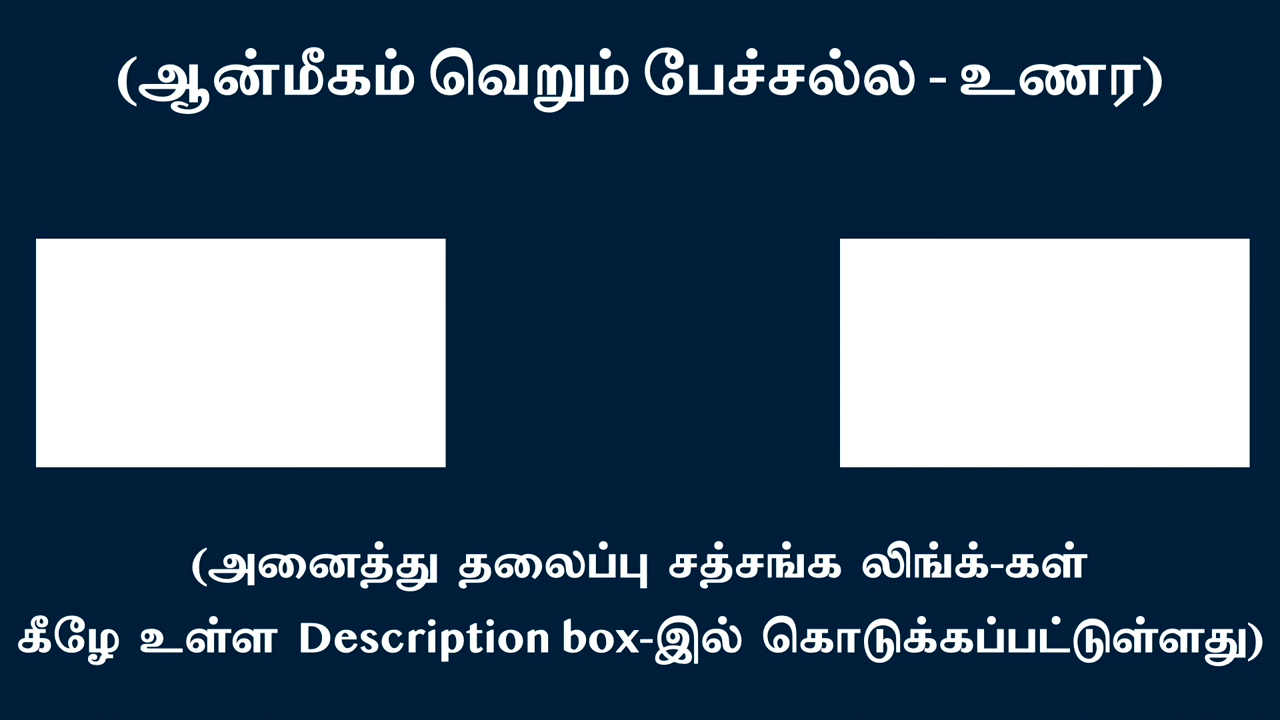 (ஆன்மீகம் வெறும் பேச்சல்ல - உணர)
(அனைத்து தலைப்பு சத்சங்க லிங்க்-கள்
கீழே உள்ள Description box-இல் கொடுக்கப்பட்டுள்ளது)